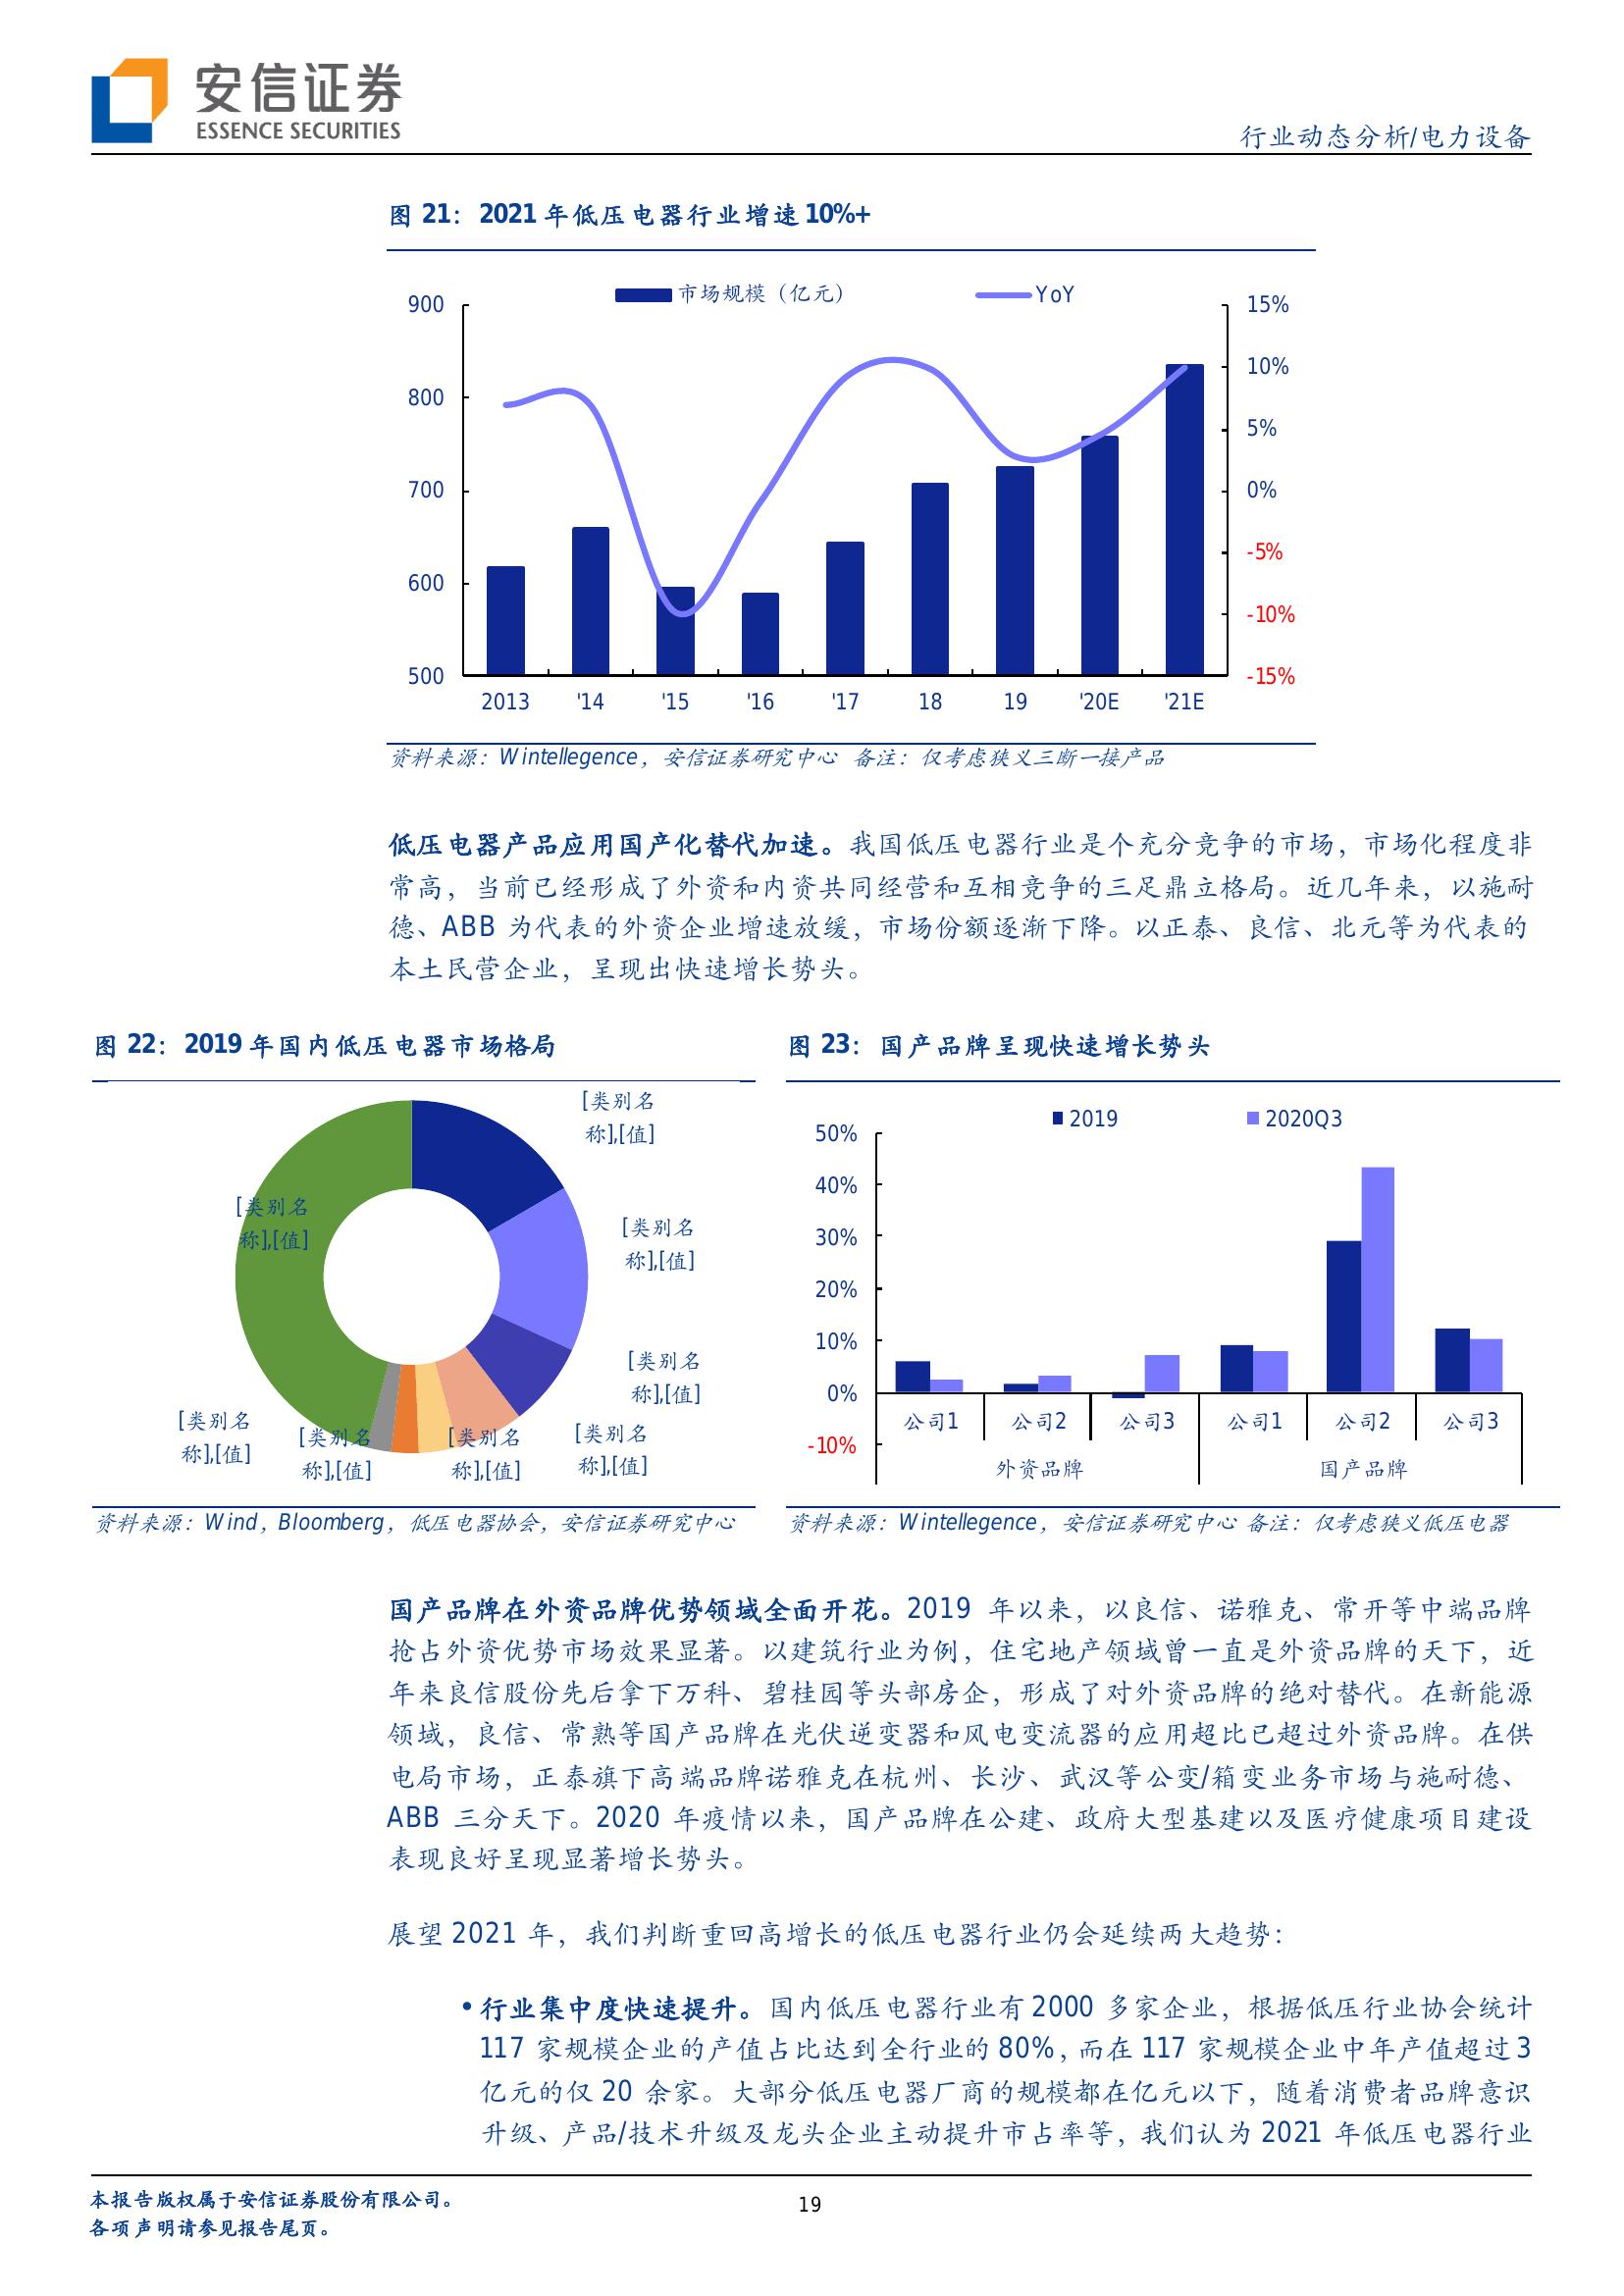 安信证券
ESSENCE SECURITIES
行业动态分析/电力设备
图 21：2021 年低压电器行业增速 10%+
市场规模（亿元） YoY
900
800
700
600
500
15%
10%
5%
0%
-5%
-10%
-15%
2013 '14 '15 '16 '17 18 19 '20E '21E
资料来源：Wintellegence，安信证券研究中心 备注：仅考虑狭义三断一接产品
低压电器产品应用国产化替代加速。我国低压电器行业是个充分竞争的市场，市场化程度非
常高，当前已经形成了外资和内资共同经营和互相竞争的三足鼎立格局。近几年来，以施耐
德、ABB 为代表的外资企业增速放缓，市场份额逐渐下降。以正泰、良信、北元等为代表的
本土民营企业，呈现出快速增长势头。
图 22：2019 年国内低压电器市场格局
[类别名
称],[值]
[类别名
称],[值]
[类别名
称],[值]
[类别名
称],[值]
[类别名
称],[值]
[类别名
称],[值]
[类别名
称],[值]
[类别名
称],[值]
资料来源：Wind，Bloomberg，低压电器协会，安信证券研究中心
图 23：国产品牌呈现快速增长势头
2019 2020Q3
50%
40%
30%
20%
10%
0%
-10%
公司1 公司2 公司3 公司1 公司2 公司3
外资品牌 国产品牌
资料来源：Wintellegence，安信证券研究中心 备注：仅考虑狭义低压电器
国产品牌在外资品牌优势领域全面开花。2019 年以来，以良信、诺雅克、常开等中端品牌
抢占外资优势市场效果显著。以建筑行业为例，住宅地产领域曾一直是外资品牌的天下，近
年来良信股份先后拿下万科、碧桂园等头部房企，形成了对外资品牌的绝对替代。在新能源
领域，良信、常熟等国产品牌在光伏逆变器和风电变流器的应用超比已超过外资品牌。在供
电局市场，正泰旗下高端品牌诺雅克在杭州、长沙、武汉等公变/箱变业务市场与施耐德、
ABB 三分天下。2020 年疫情以来，国产品牌在公建、政府大型基建以及医疗健康项目建设
表现良好呈现显著增长势头。
展望 2021 年，我们判断重回高增长的低压电器行业仍会延续两大趋势：
• 行业集中度快速提升。国内低压电器行业有 2000 多家企业，根据低压行业协会统计
117 家规模企业的产值占比达到全行业的 80%，而在 117 家规模企业中年产值超过 3
亿元的仅 20 余家。大部分低压电器厂商的规模都在亿元以下，随着消费者品牌意识
升级、产品/技术升级及龙头企业主动提升市占率等，我们认为 2021 年低压电器行业
本报告版权属于安信证券股份有限公司。
各项声明请参见报告尾页。
19